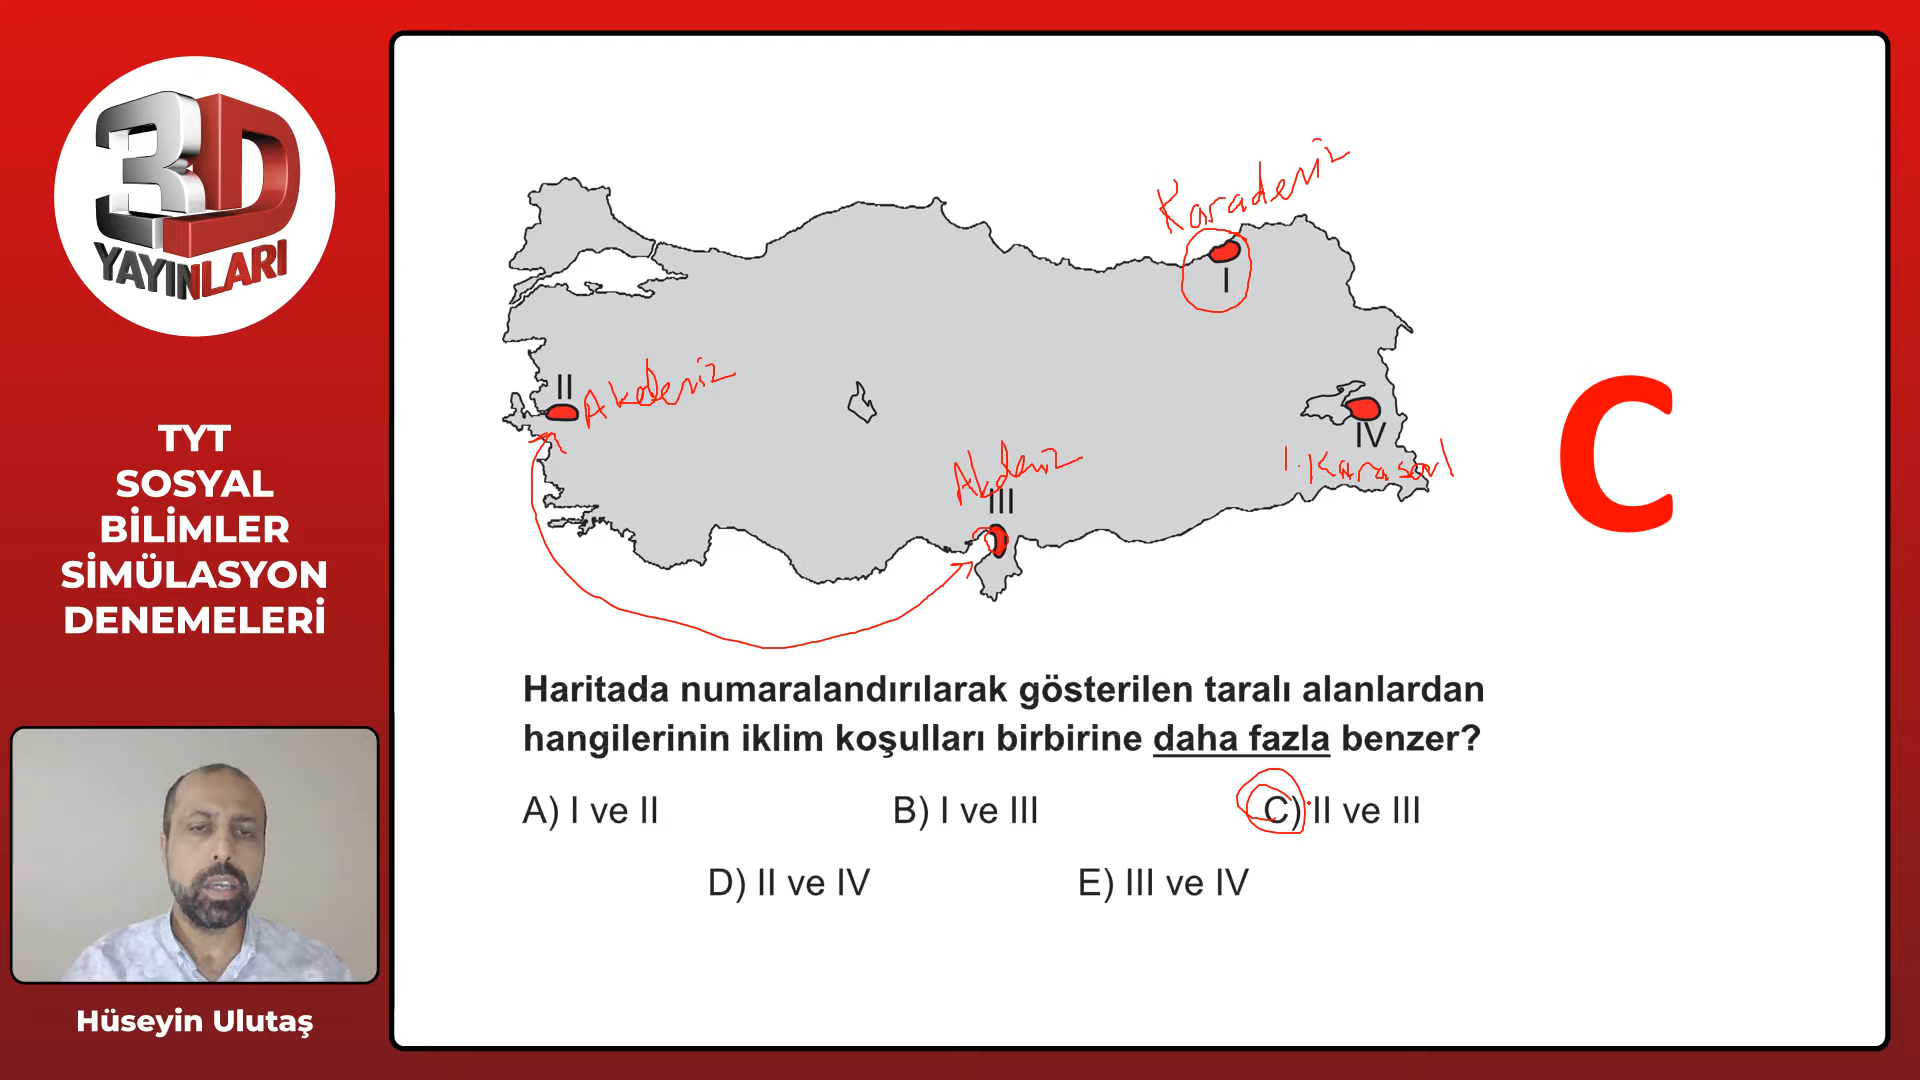 3D
YAYINLARI
TYT
SOSYAL
BİLİMLER
SİMÜLASYON
DENEMELERİ
Hüseyin Ulutaş
Karadeniz
I
II
Akdeniz
Akdeniz
III
IV
I. Karasal
C
Haritada numaralandırılarak gösterilen taralı alanlardan
hangilerinin iklim koşulları birbirine daha fazla benzer?
A) I ve II B) I ve III C) II ve III
D) II ve IV E) III ve IV